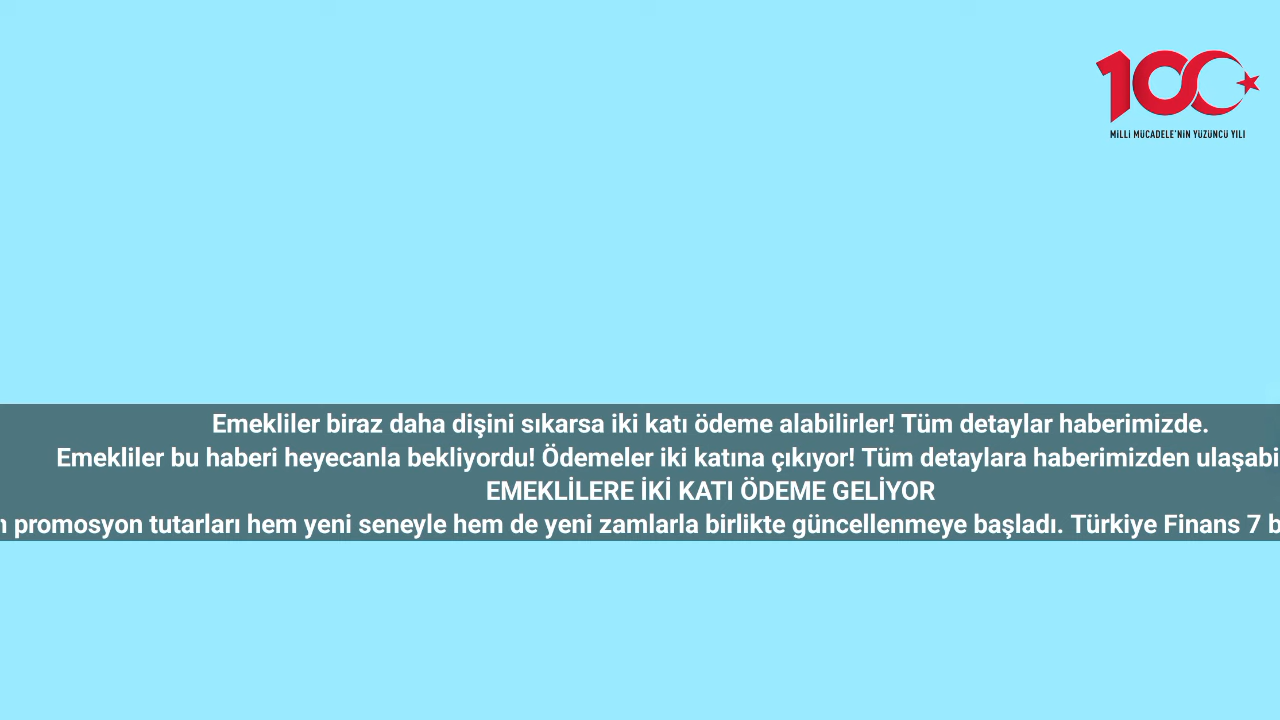 100
MİLLİ MÜCADELE'NİN YÜZÜNCÜ YILI
Emekliler biraz daha dişini sıkarsa iki katı ödeme alabilirler! Tüm detaylar haberimizde.
Emekliler bu haberi heyecanla bekliyordu! Ödemeler iki katına çıkıyor! Tüm detaylara haberimizden ulaşabi
EMEKLİLERE İKİ KATI ÖDEME GELİYOR
promosyon tutarları hem yeni seneyle hem de yeni zamlarla birlikte güncellenmeye başladı. Türkiye Finans 7 b